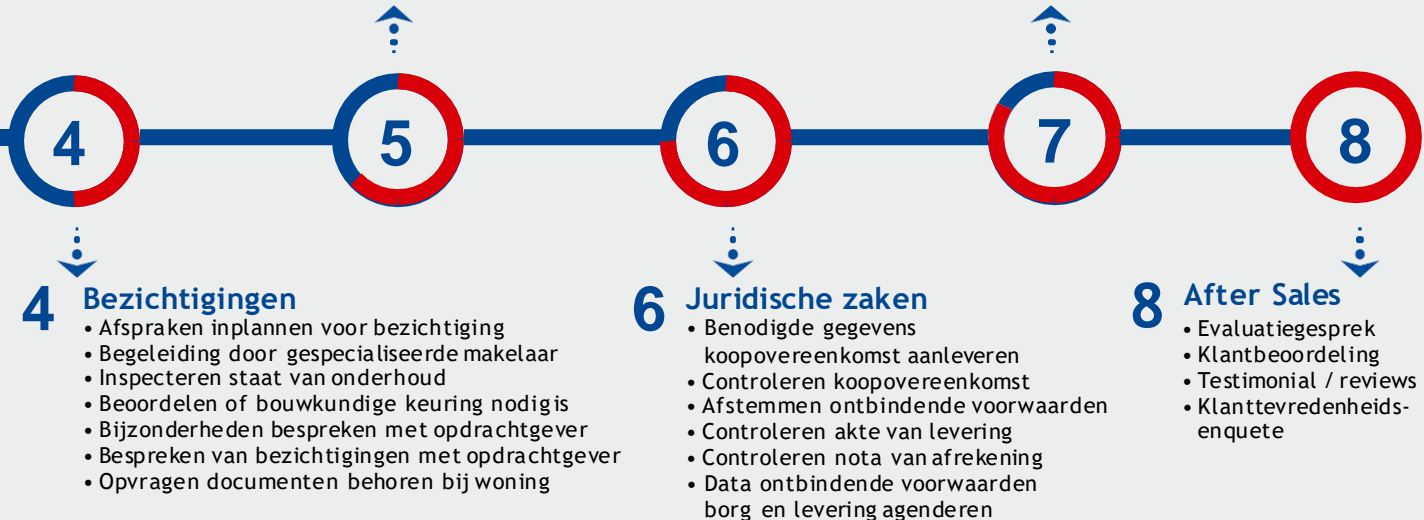 4
5
6
7
8
4 Bezichtigingen
• Afspraken inplannen voor bezichtiging
• Begeleiding door gespecialiseerde makelaar
• Inspecteren staat van onderhoud
• Beoordelen of bouwkundige keuring nodig is
• Bijzonderheden bespreken met opdrachtgever
• Bespreken van bezichtigingen met opdrachtgever
• Opvragen documenten behoren bij woning
6 Juridische zaken
• Benodigde gegevens
koopovereenkomst aanleveren
• Controleren koopovereenkomst
• Afstemmen ontbindende voorwaarden
• Controleren akte van levering
• Controleren nota van afrekening
• Data ontbindende voorwaarden
borg en levering agenderen
8 After Sales
• Evaluatiegesprek
• Klantbeoordeling
• Testimonial / reviews
• Klanttevredenheids-
enquete